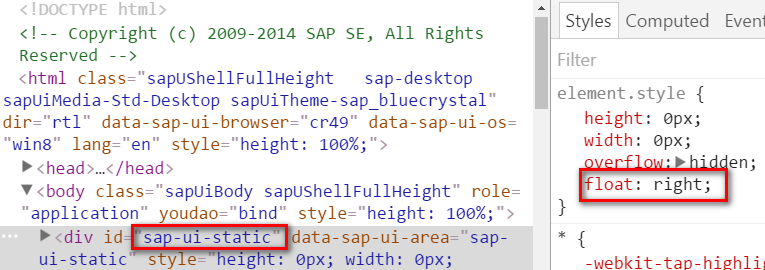 <!DOCTYPE html>
<!-- Copyright (c) 2009-2014 SAP SE, All Rights
Reserved -->
<html class="sapUShellFullHeight   sap-desktop
sapUiMedia-Std-Desktop sapUiTheme-sap_bluecrystal"
dir="rtl" data-sap-ui-browser="cr49" data-sap-ui-os=
"win8" lang="en" style="height: 100%;">
▶<head>…</head>
▼<body class="sapUiBody sapUShellFullHeight" role=
"application" youdao="bind" style="height: 100%;">
… ▶<div id="sap-ui-static" data-sap-ui-area="sap-
ui-static" style="height: 0px; width: 0px;
Styles Computed Even
Filter
element.style {
height: 0px;
width: 0px;
overflow:▶hidden;
float: right;
}
* {
-webkit-tap-highlig